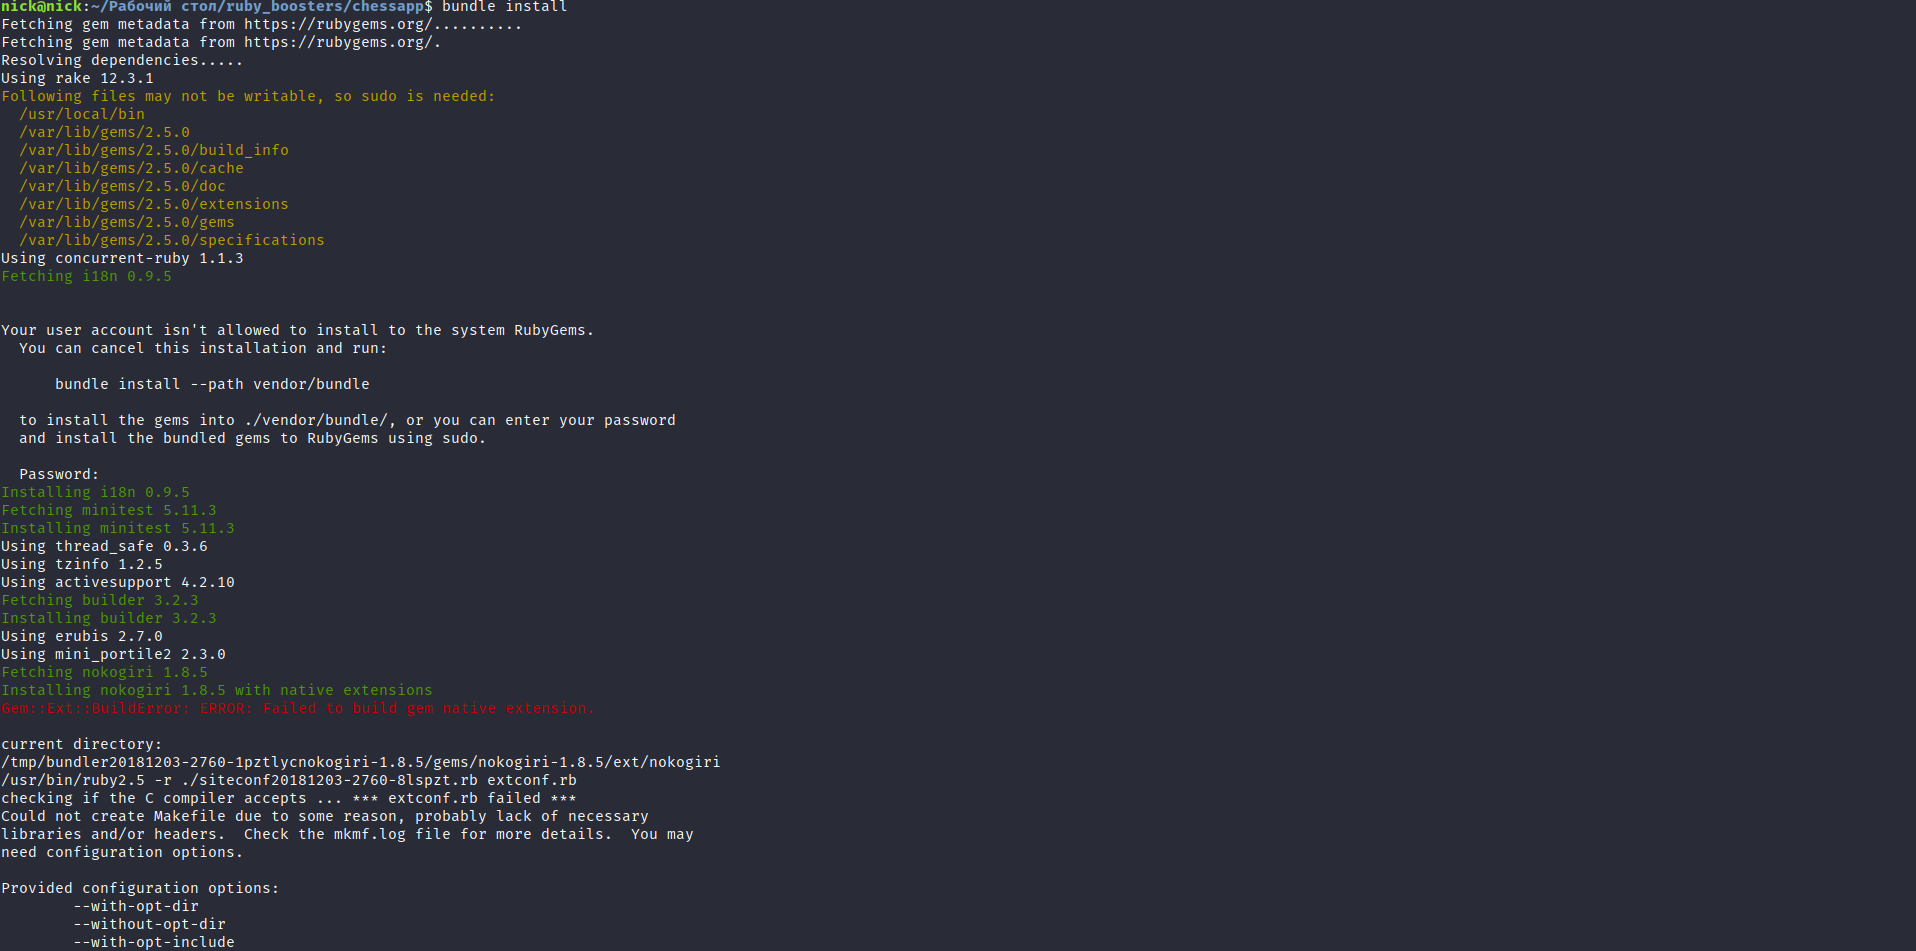 nick@nick:~/Рабочий стол/ruby_boosters/chessapp$ bundle install
Fetching gem metadata from https://rubygems.org/..........
Fetching gem metadata from https://rubygems.org/.
Resolving dependencies.....
Using rake 12.3.1
Following files may not be writable, so sudo is needed:
  /usr/local/bin
  /var/lib/gems/2.5.0
  /var/lib/gems/2.5.0/build_info
  /var/lib/gems/2.5.0/cache
  /var/lib/gems/2.5.0/doc
  /var/lib/gems/2.5.0/extensions
  /var/lib/gems/2.5.0/gems
  /var/lib/gems/2.5.0/specifications
Using concurrent-ruby 1.1.3
Fetching i18n 0.9.5
Your user account isn't allowed to install to the system RubyGems.
  You can cancel this installation and run:
      bundle install --path vendor/bundle
  to install the gems into ./vendor/bundle/, or you can enter your password
  and install the bundled gems to RubyGems using sudo.
  Password:
Installing i18n 0.9.5
Fetching minitest 5.11.3
Installing minitest 5.11.3
Using thread_safe 0.3.6
Using tzinfo 1.2.5
Using activesupport 4.2.10
Fetching builder 3.2.3
Installing builder 3.2.3
Using erubis 2.7.0
Using mini_portile2 2.3.0
Fetching nokogiri 1.8.5
Installing nokogiri 1.8.5 with native extensions
Gem::Ext::BuildError: ERROR: Failed to build gem native extension.
current directory:
/tmp/bundler20181203-2760-1pztlycnokogiri-1.8.5/gems/nokogiri-1.8.5/ext/nokogiri
/usr/bin/ruby2.5 -r ./siteconf20181203-2760-8lspzt.rb extconf.rb
checking if the C compiler accepts ... *** extconf.rb failed ***
Could not create Makefile due to some reason, probably lack of necessary
libraries and/or headers.  Check the mkmf.log file for more details.  You may
need configuration options.
Provided configuration options:
        --with-opt-dir
        --without-opt-dir
        --with-opt-include